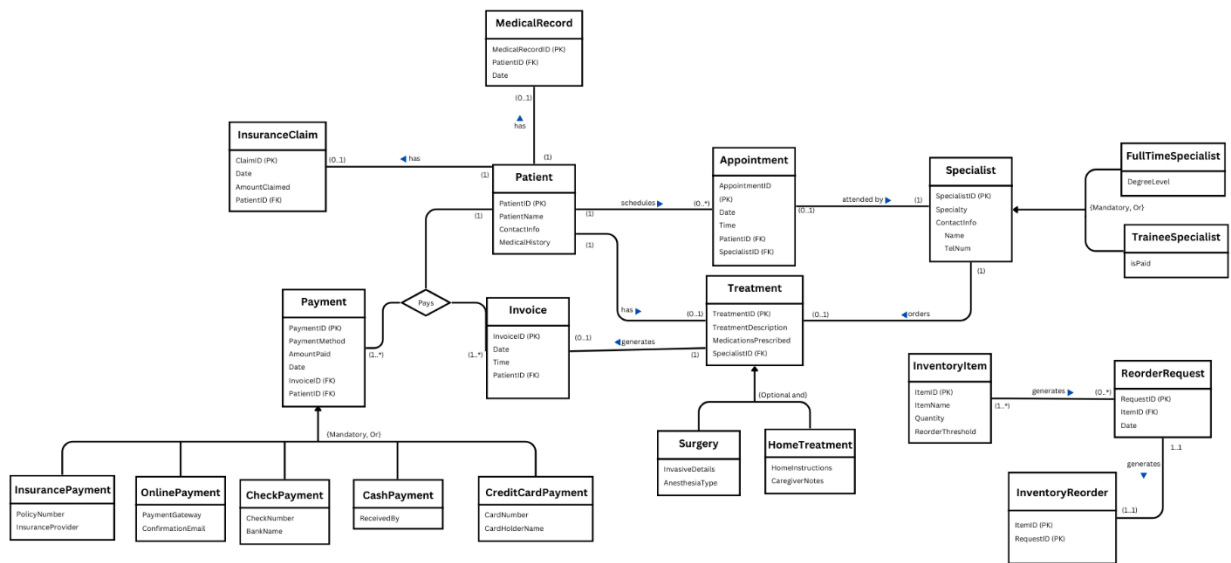 MedicalRecord
MedicalRecordID (PK)
PatientID (FK)
Date
(0..1)
has
(1)
InsuranceClaim
ClaimID (PK)
Date
AmountClaimed
PatientID (FK)
(0..1)
has
(1)
Patient
PatientID (PK)
PatientName
ContactInfo
MedicalHistory
(1)
(1)
(1)
schedules
(0..*)
Appointment
AppointmentID
(PK)
Date
Time
PatientID (FK)
SpecialistID (FK)
(0..1)
attended by
(1)
Specialist
SpecialistID (PK)
Specialty
ContactInfo
Name
TelNum
(1)
FullTimeSpecialist
DegreeLevel
{Mandatory, Or}
TraineeSpecialist
isPaid
Payment
PaymentID (PK)
PaymentMethod
AmountPaid
Date
InvoiceID (FK)
PatientID (FK)
(1..*)
Pays
(1..*)
Invoice
InvoiceID (PK)
Date
Time
PatientID (FK)
(0..1)
generates
(1)
has
(0..1)
Treatment
TreatmentID (PK)
TreatmentDescription
MedicationsPrescribed
SpecialistID (FK)
(0..1)
orders
{Optional and}
Surgery
InvasiveDetails
AnesthesiaType
HomeTreatment
HomeInstructions
CaregiverNotes
{Mandatory, Or}
InsurancePayment
PolicyNumber
InsuranceProvider
OnlinePayment
PaymentGateway
ConfirmationEmail
CheckPayment
CheckNumber
BankName
CashPayment
ReceivedBy
CreditCardPayment
CardNumber
CardHolderName
InventoryItem
ItemID (PK)
ItemName
Quantity
ReorderThreshold
generates
(1..*)
(0..*)
ReorderRequest
RequestID (PK)
ItemID (FK)
Date
1..1
generates
(1..1)
InventoryReorder
ItemID (PK)
RequestID (PK)